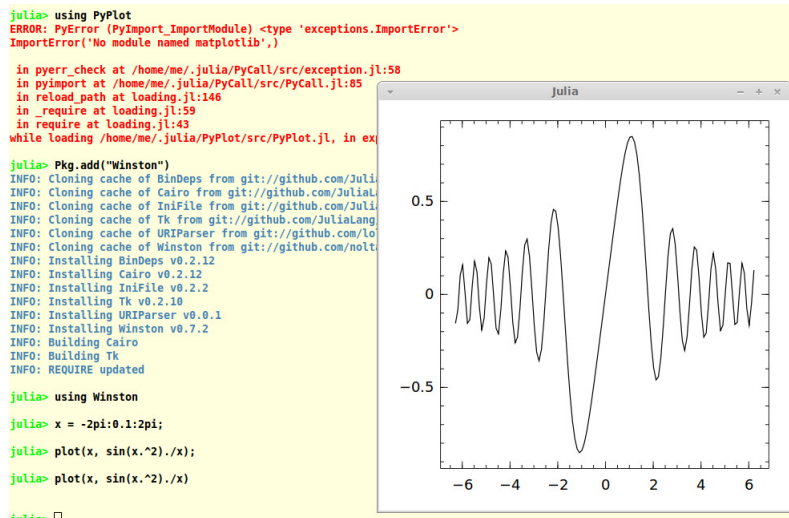 julia> using PyPlot
ERROR: PyError (PyImport_ImportModule) <type 'exceptions.ImportError'>
ImportError('No module named matplotlib',)
in pyerr_check at /home/me/.julia/PyCall/src/exception.jl:58
in pyimport at /home/me/.julia/PyCall/src/PyCall.jl:85
in reload_path at loading.jl:146
in _require at loading.jl:59
in require at loading.jl:43
while loading /home/me/.julia/PyPlot/src/PyPlot.jl, in exp
julia> Pkg.add("Winston")
INFO: Cloning cache of BinDeps from git://github.com/Julia
INFO: Cloning cache of Cairo from git://github.com/JuliaLa
INFO: Cloning cache of IniFile from git://github.com/Julia
INFO: Cloning cache of Tk from git://github.com/JuliaLang
INFO: Cloning cache of URIParser from git://github.com/lo
INFO: Cloning cache of Winston from git://github.com/nolta
INFO: Installing BinDeps v0.2.12
INFO: Installing Cairo v0.2.12
INFO: Installing IniFile v0.2.2
INFO: Installing Tk v0.2.10
INFO: Installing URIParser v0.0.1
INFO: Installing Winston v0.7.2
INFO: Building Cairo
INFO: Building Tk
INFO: REQUIRE updated
julia> using Winston
julia> x = -2pi:0.1:2pi;
julia> plot(x, sin(x.^2)./x);
julia> plot(x, sin(x.^2)./x)
julia>
Julia
0.5
0
−0.5
−6 −4 −2 0 2 4 6